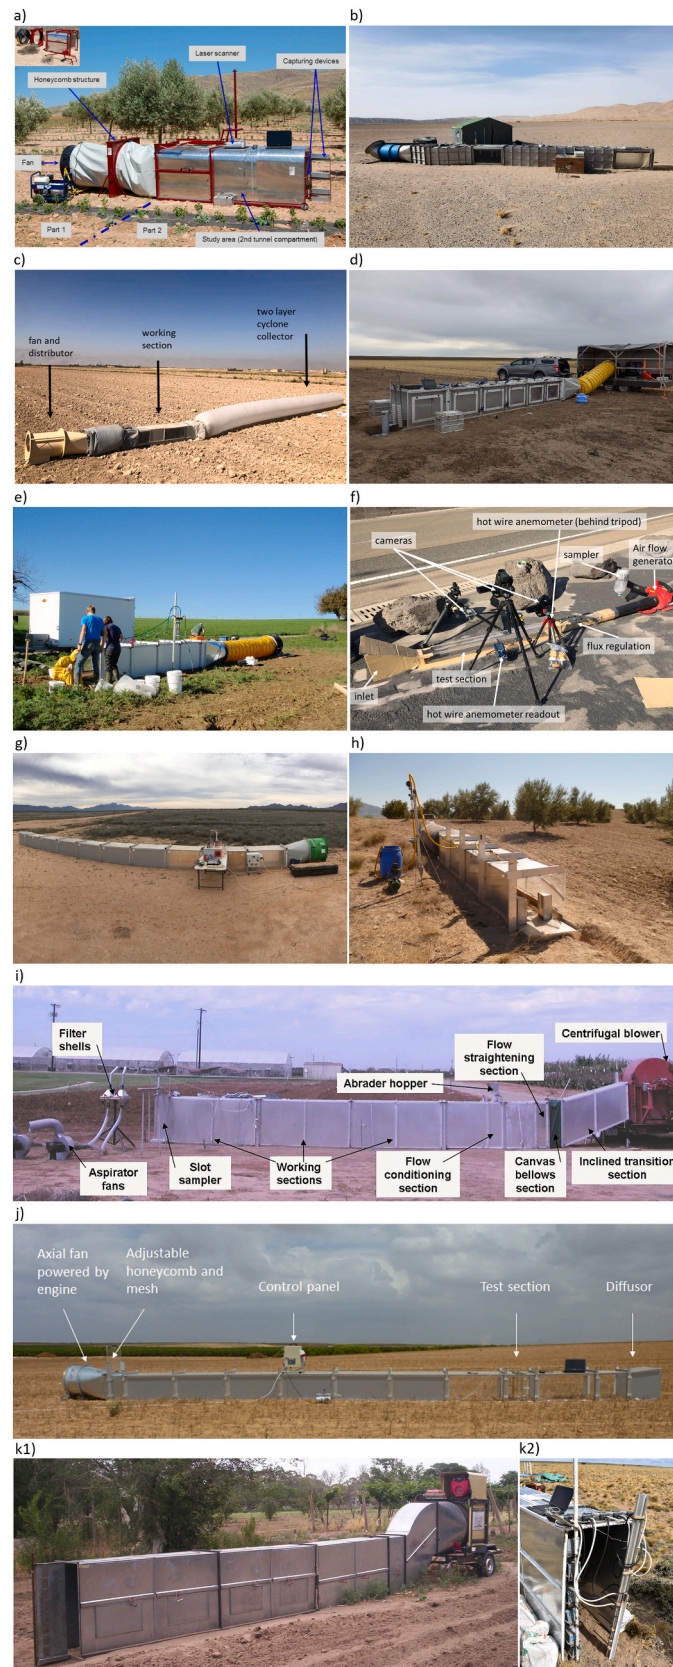 a)
Laser scanner
Capturing devices
Honeycomb structure
Fan
Part 1
Part 2
Study area (2nd tunnel compartment)
b)
c)
two layer
cyclone
collector
working
section
fan and
distributor
d)
e)
f)
hot wire anemometer (behind tripod)
cameras
sampler
Air flow
generator
flux regulation
test section
inlet
hot wire anemometer readout
g)
h)
i)
Filter
shells
Flow
straightening
section
Centrifugal blower
Abrader hopper
Aspirator
fans
Slot
sampler
Working
sections
Flow
conditioning
section
Canvas
bellows
section
Inclined transition
section
j)
Axial fan
powered by
engine
Adjustable
honeycomb and
mesh
Control panel
Test section
Diffusor
k1)
k2)